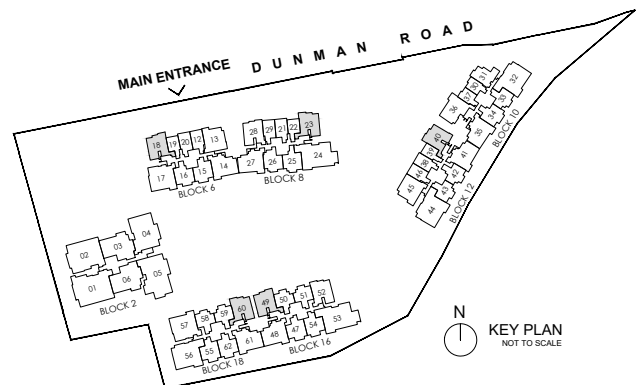 DUNMAN ROAD
MAIN ENTRANCE
18 19 20 12 13
28 29 21 22 23
17 16 15 14 27 26 25 24
BLOCK 6
BLOCK 8
32
31
30
37
33
36
34
35
BLOCK 10
40
41
39
38
42
46
43
45
44
BLOCK 12
04
03
02
05
06
01
BLOCK 2
57 58 59 60 49 50 51 52
56 55 62 61 48 47 54 53
BLOCK 18
BLOCK 16
N
KEY PLAN
NOT TO SCALE